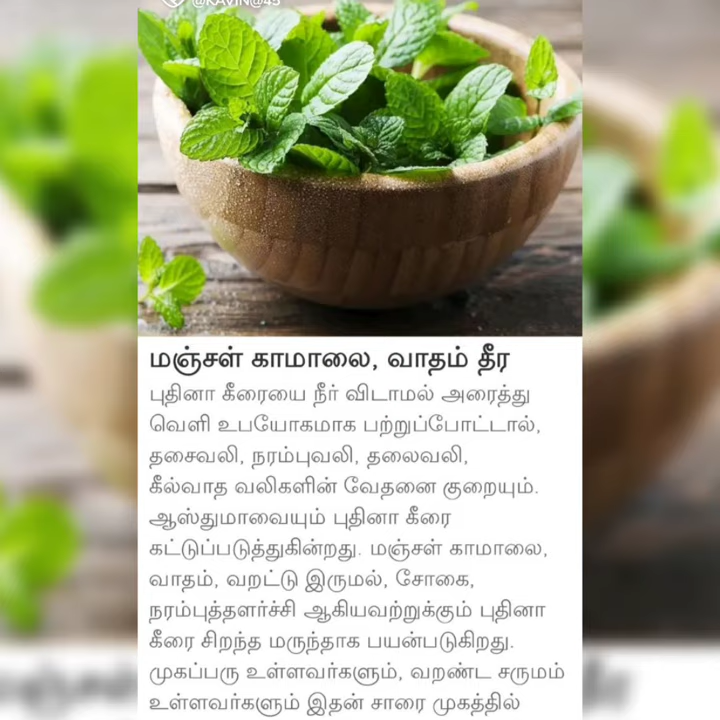 @KAVIN@45
மஞ்சள் காமாலை, வாதம் தீர
புதினா கீரையை நீர் விடாமல் அரைத்து
வெளி உபயோகமாக பற்றுப்போட்டால்,
தசைவலி, நரம்புவலி, தலைவலி,
கீல்வாத வலிகளின் வேதனை குறையும்.
ஆஸ்துமாவையும் புதினா கீரை
கட்டுப்படுத்துகின்றது. மஞ்சள் காமாலை,
வாதம், வறட்டு இருமல், சோகை,
நரம்புத்தளர்ச்சி ஆகியவற்றுக்கும் புதினா
கீரை சிறந்த மருந்தாக பயன்படுகிறது.
முகப்பரு உள்ளவர்களும், வறண்ட சருமம்
உள்ளவர்களும் இதன் சாரை முகத்தில்